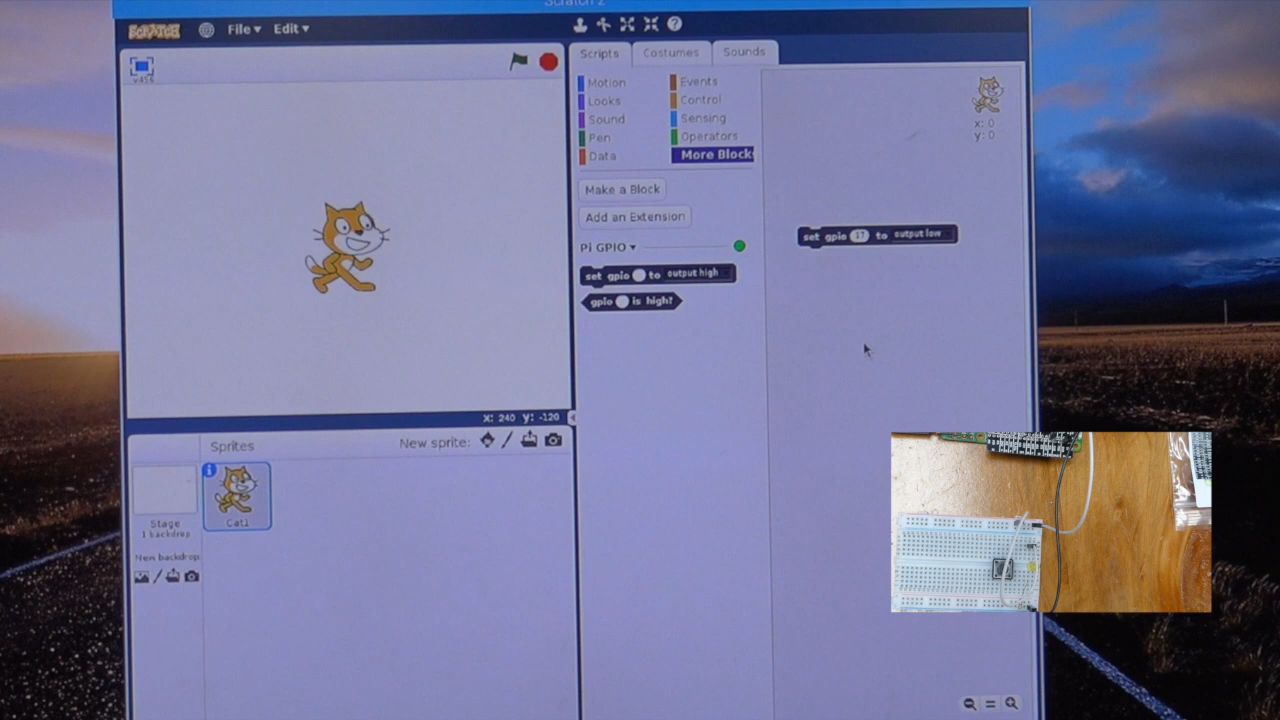 Scratch 2
SCRATCH File Edit
v456
Scripts Costumes Sounds
Motion Events
Looks Control
Sound Sensing
Pen Operators
Data More Blocks
Make a Block
Add an Extension
Pi GPIO
set gpio to output high
gpio is high?
x: 0
y: 0
set gpio 17 to output low
x: 240 y: -120
Sprites New sprite:
Stage
1 backdrop
New backdrop:
Cat1